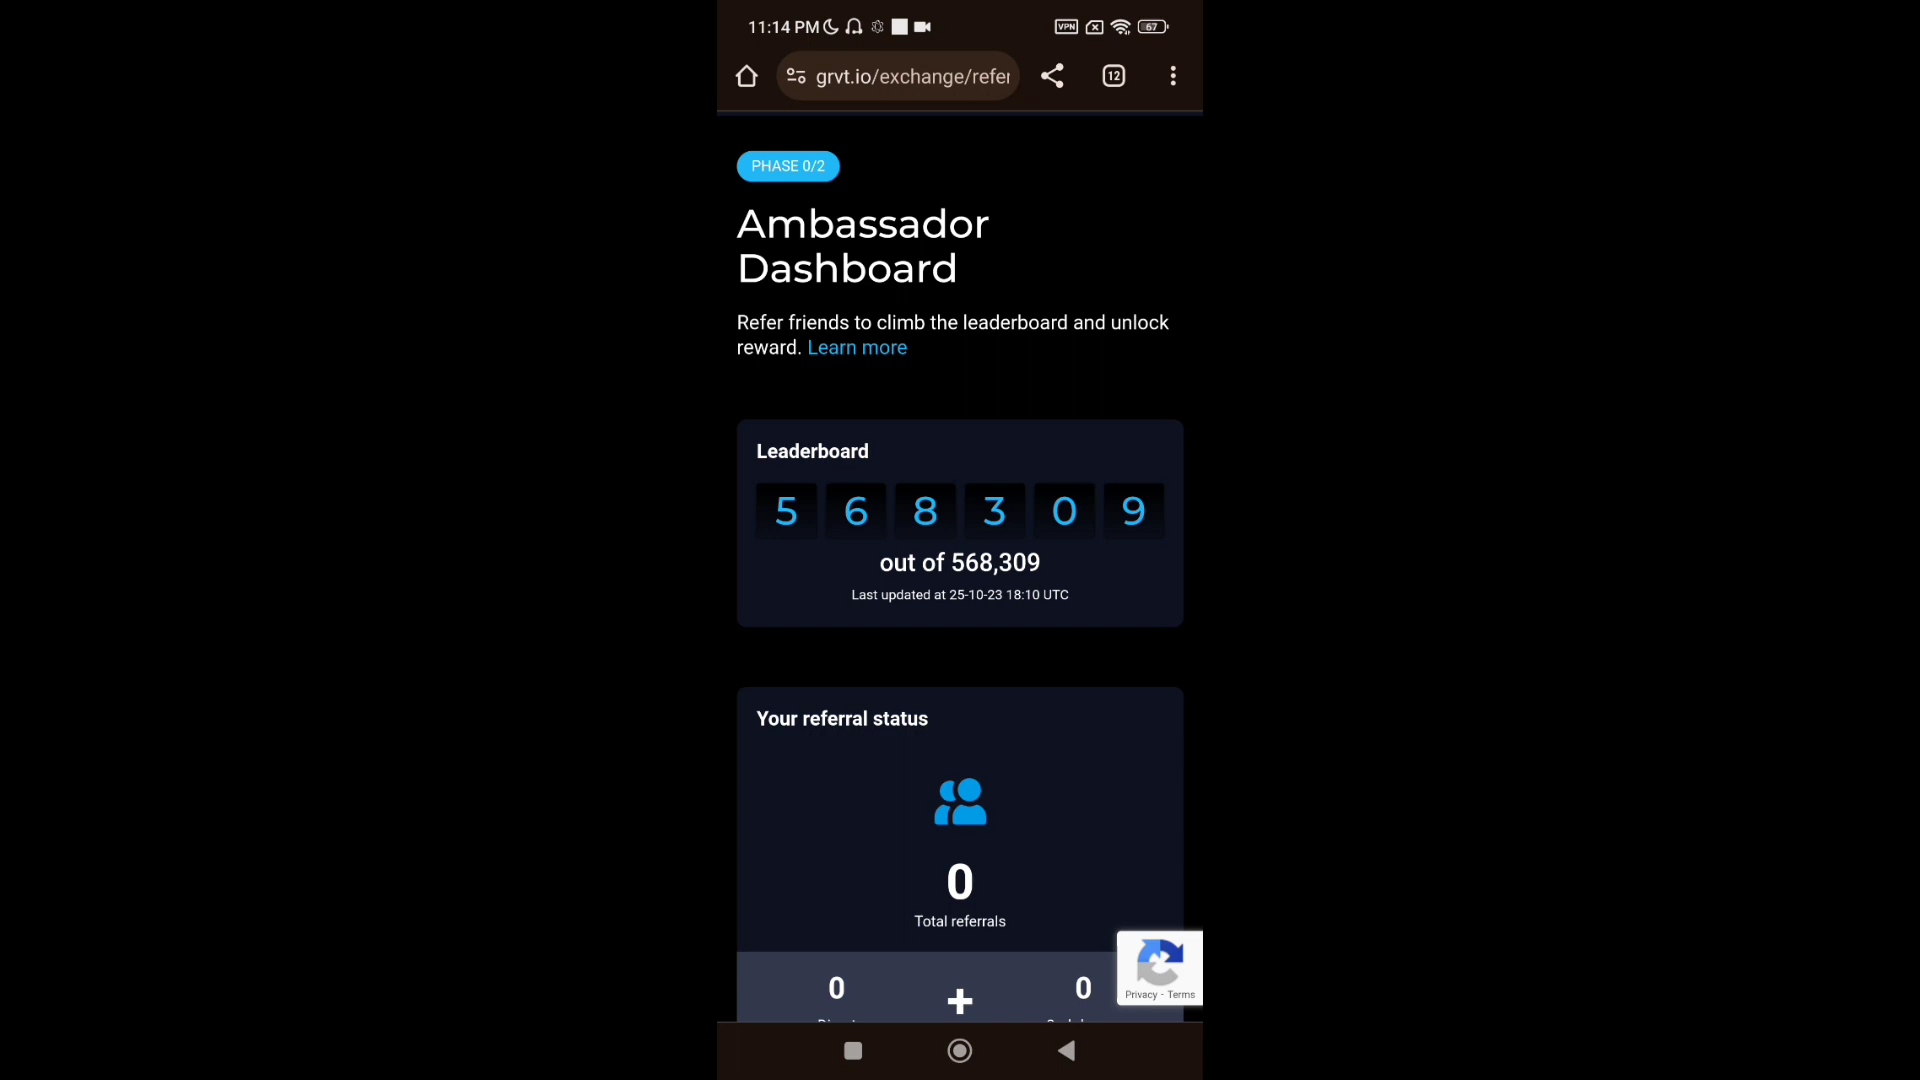 11:14 PM
VPN
67
grvt.io/exchange/refer
12
PHASE 0/2
Ambassador
Dashboard
Refer friends to climb the leaderboard and unlock
reward. Learn more
Leaderboard
5 6 8 3 0 9
out of 568,309
Last updated at 25-10-23 18:10 UTC
Your referral status
0
Total referrals
0 + 0
Privacy - Terms